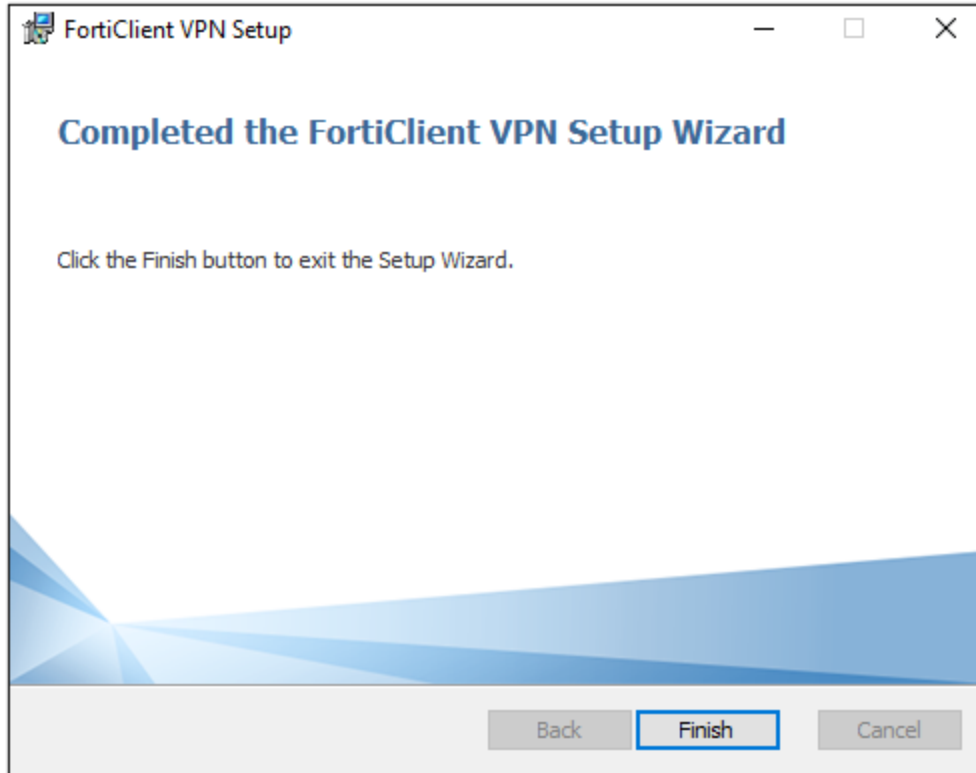 FortiClient VPN Setup
Completed the FortiClient VPN Setup Wizard
Click the Finish button to exit the Setup Wizard.
Back Finish Cancel